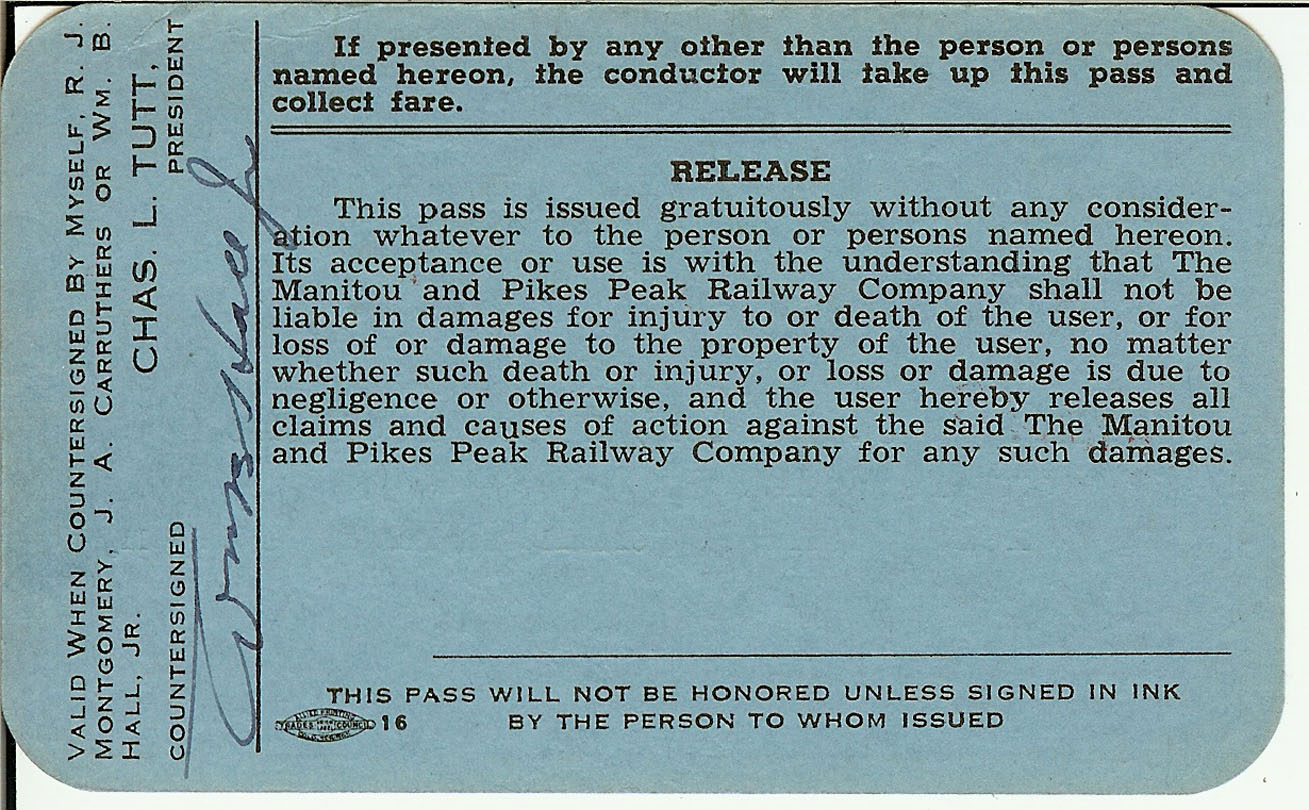 If presented by any other than the person or persons
named hereon, the conductor will take up this pass and
collect fare.
RELEASE
This pass is issued gratuitously without any consider-
ation whatever to the person or persons named hereon.
Its acceptance or use is with the understanding that The
Manitou and Pikes Peak Railway Company shall not be
liable in damages for injury to or death of the user, or for
loss of or damage to the property of the user, no matter
whether such death or injury, or loss or damage is due to
negligence or otherwise, and the user hereby releases all
claims and causes of action against the said The Manitou
and Pikes Peak Railway Company for any such damages.
THIS PASS WILL NOT BE HONORED UNLESS SIGNED IN INK
BY THE PERSON TO WHOM ISSUED
ALLIED PRINTING
TRADES COUNCIL
16
VALID WHEN COUNTERSIGNED BY MYSELF, R. J.
MONTGOMERY, J. A. CARRUTHERS OR WM. B.
HALL, JR.
CHAS. L. TUTT,
PRESIDENT
COUNTERSIGNED
Wm B Hall Jr